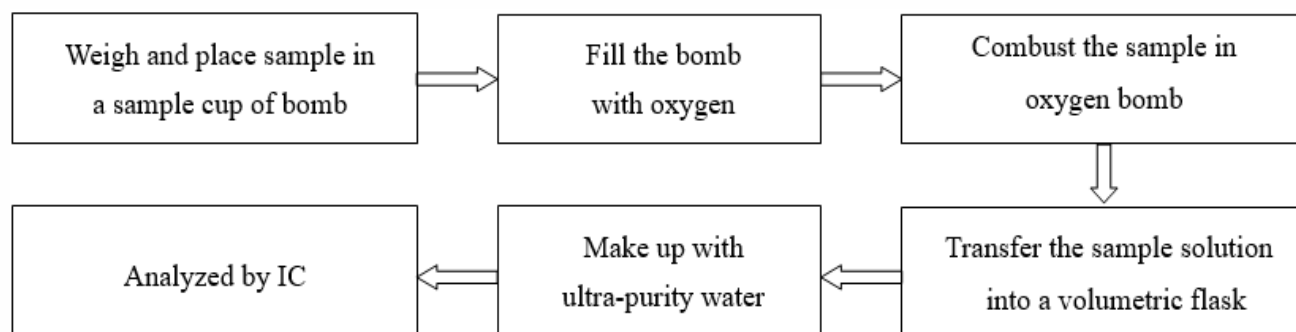 Weigh and place sample in
a sample cup of bomb
Fill the bomb
with oxygen
Combust the sample in
oxygen bomb
Transfer the sample solution
into a volumetric flask
Make up with
ultra-purity water
Analyzed by IC